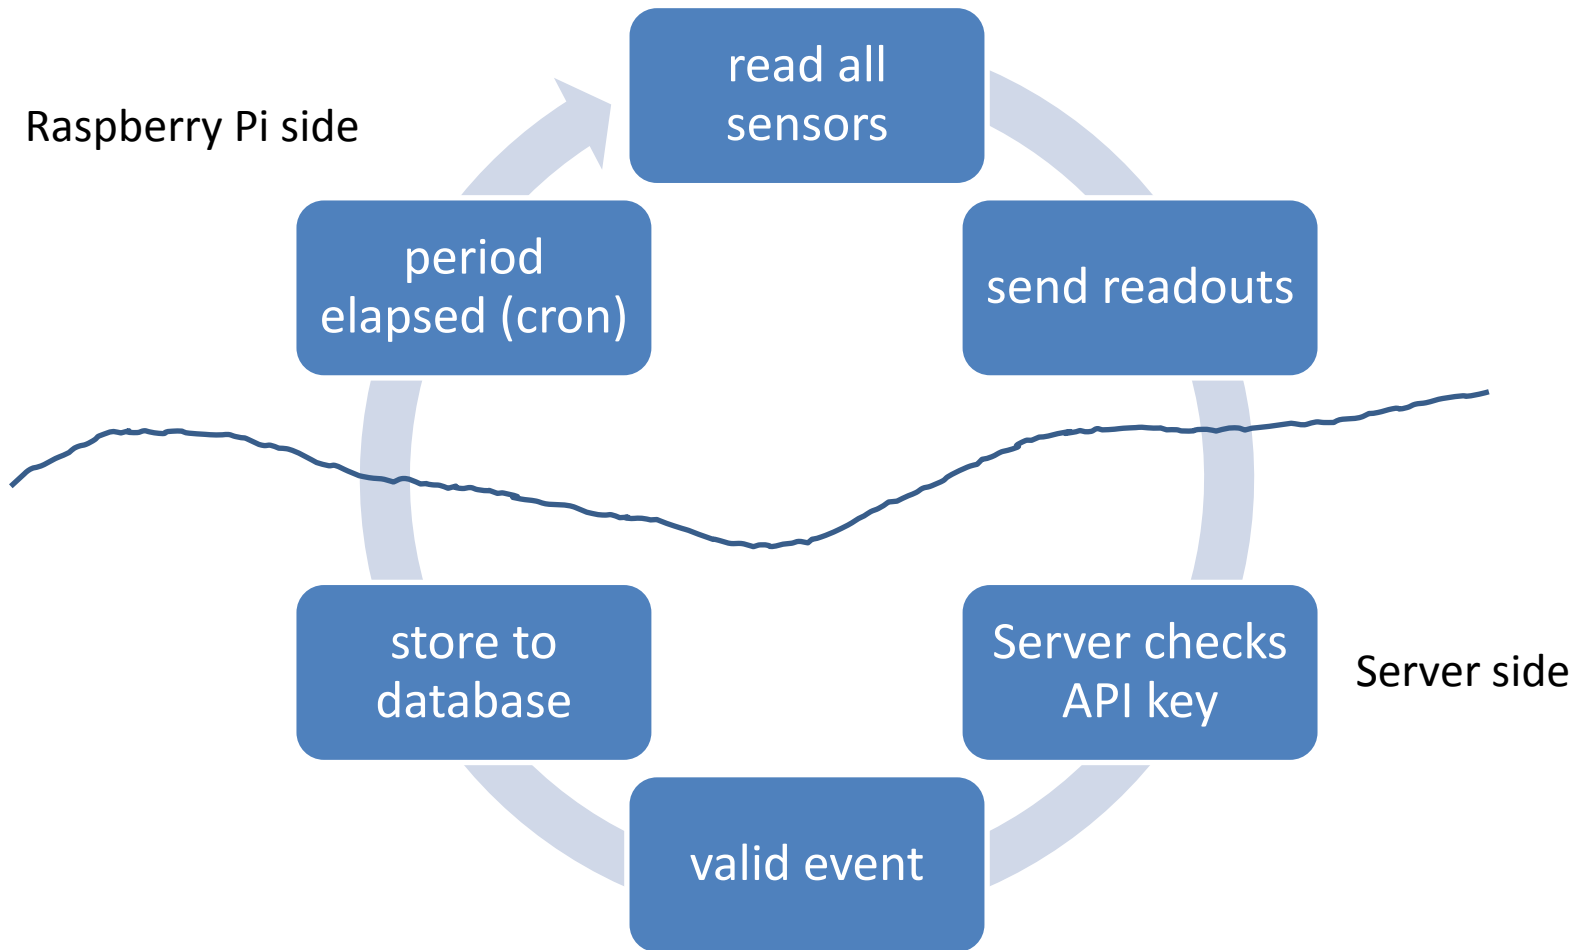 read all
sensors
Raspberry Pi side
period
elapsed (cron)
send readouts
store to
database
Server checks
API key
Server side
valid event